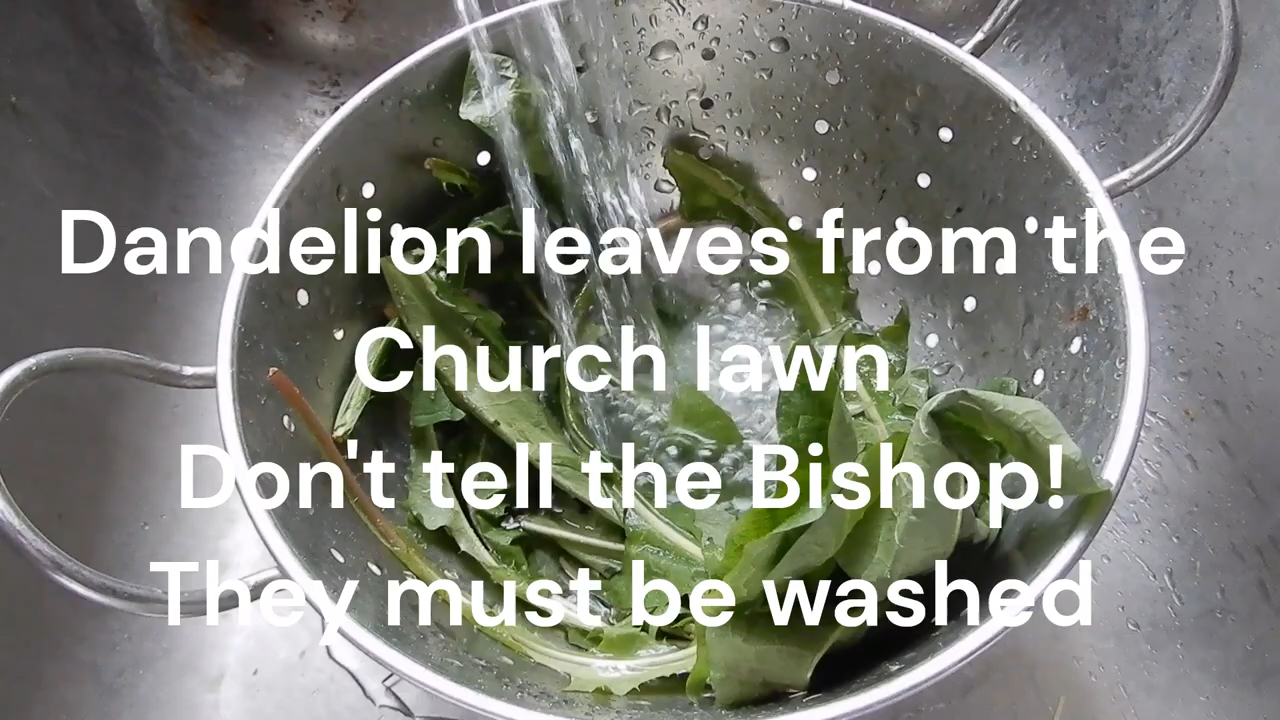 Dandelion leaves from the
Church lawn
Don't tell the Bishop!
They must be washed